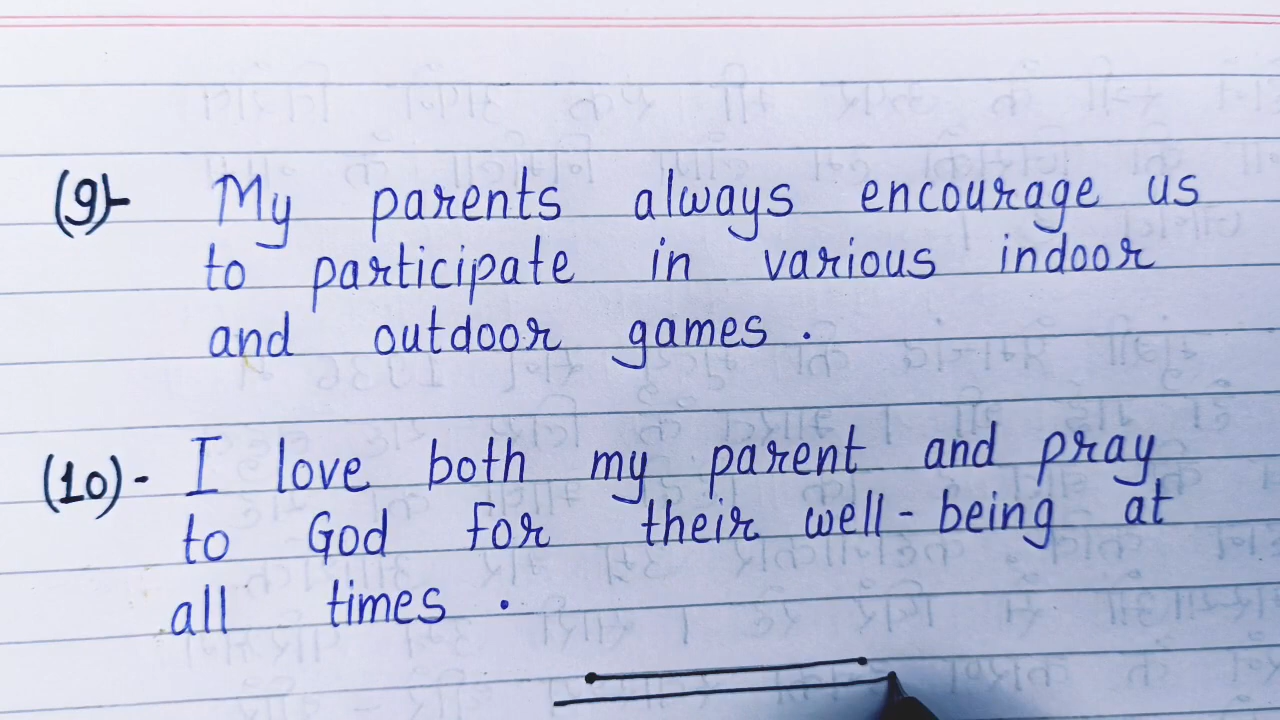 (9)- My parents always encourage us
to participate in various indoor
and outdoor games.
(10)- I love both my parent and pray
to God for their well-being at
all times.